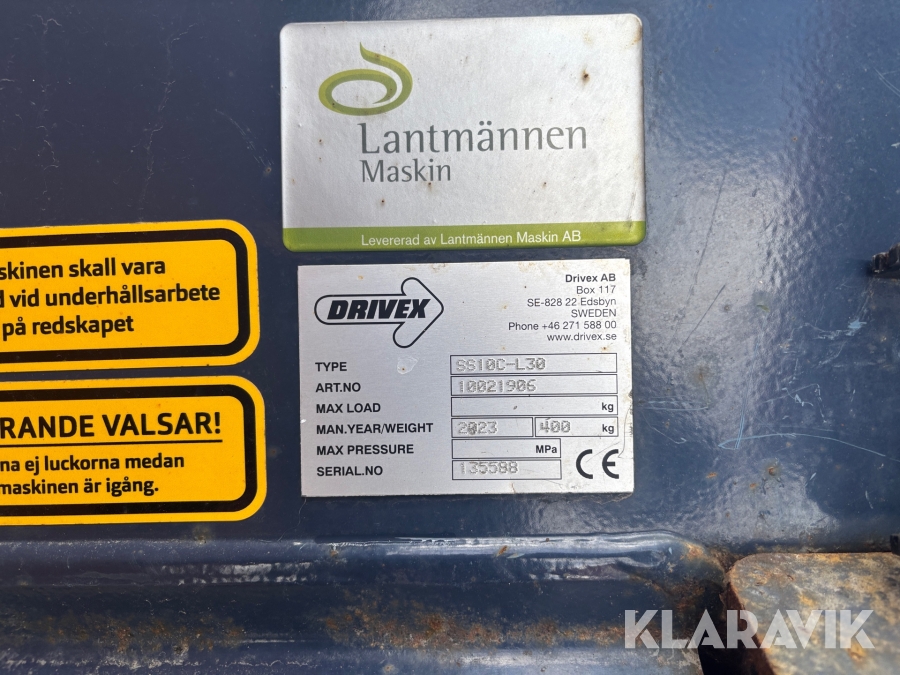 Lantmännen
Maskin
Levererad av Lantmännen Maskin AB
skinen skall vara
d vid underhållsarbete
på redskapet
RANDE VALSAR!
na ej luckorna medan
maskinen är igång.
DRIVEX
Drivex AB
Box 117
SE-828 22 Edsbyn
SWEDEN
Phone +46 271 588 00
www.drivex.se
TYPE SS10C-L30
ART.NO 10021906
MAX LOAD kg
MAN.YEAR/WEIGHT 2023 400 kg
MAX PRESSURE MPa
SERIAL.NO 135588
CE
KLARAVIK